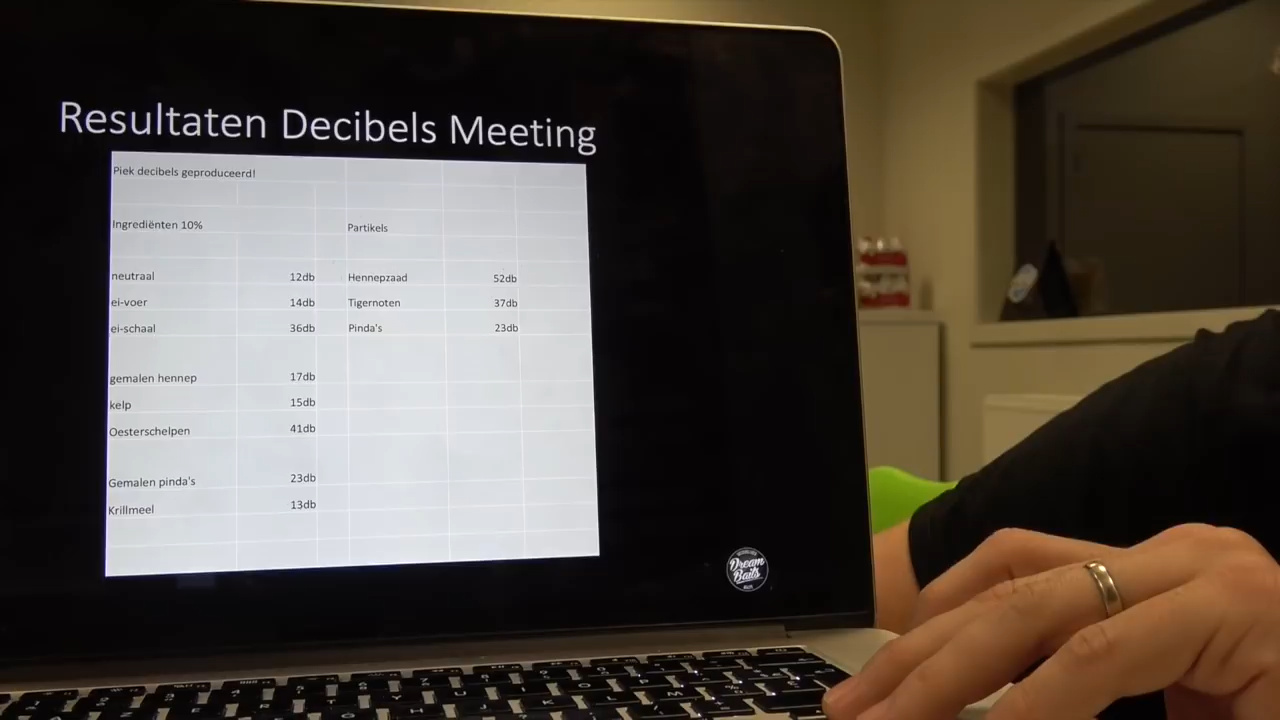 Resultaten Decibels Meeting
Piek decibels geproduceerd!
Ingrediënten 10% Partikels
neutraal 12db Hennepzaad 52db
ei-voer 14db Tigernoten 37db
ei-schaal 36db Pinda's 23db
gemalen hennep 17db
kelp 15db
Oesterschelpen 41db
Gemalen pinda's 23db
Krillmeel 13db
Dream
Baits